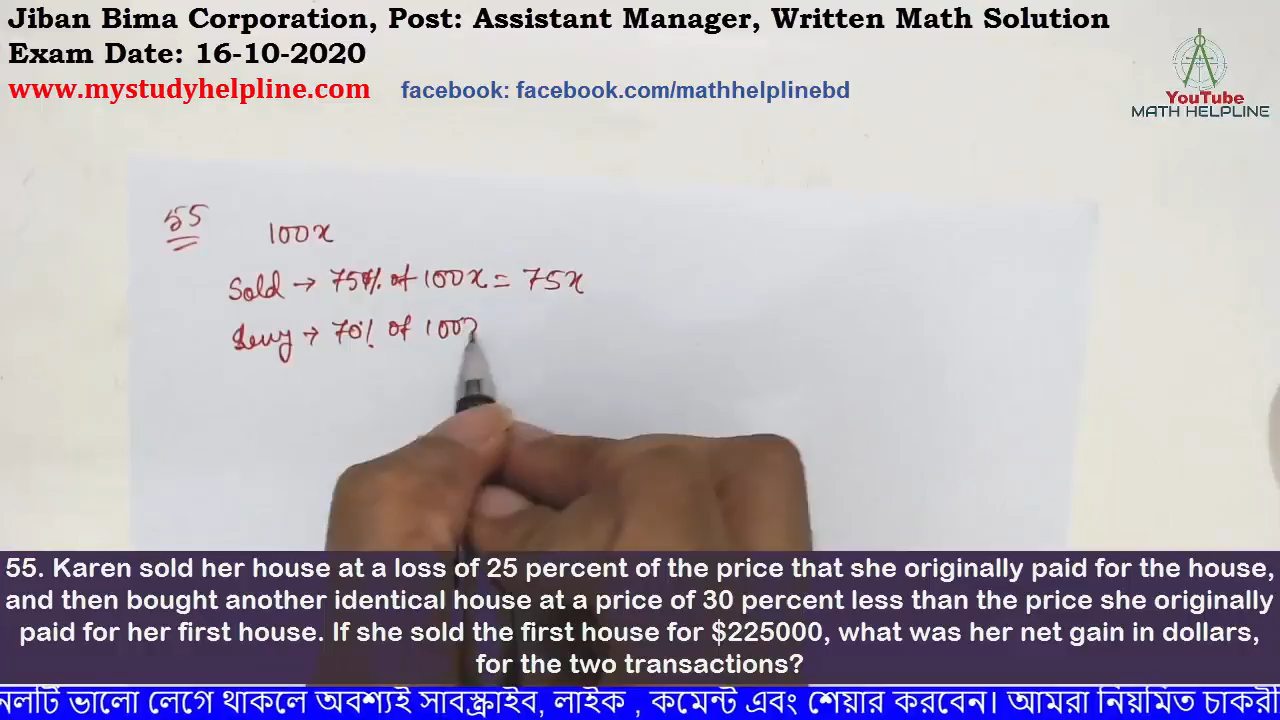 Jiban Bima Corporation, Post: Assistant Manager, Written Math Solution
Exam Date: 16-10-2020
www.mystudyhelpline.com facebook: facebook.com/mathhelplinebd
YouTube
MATH HELPLINE
55 100x
Sold → 75% of 100x = 75x
→ 70% of 100
55. Karen sold her house at a loss of 25 percent of the price that she originally paid for the house,
and then bought another identical house at a price of 30 percent less than the price she originally
paid for her first house. If she sold the first house for $225000, what was her net gain in dollars,
for the two transactions?
নলটি ভালো লেগে থাকলে অবশ্যই সাবস্ক্রাইব, লাইক , কমেন্ট এবং শেয়ার করবেন। আমরা নিয়মিত চাকরী